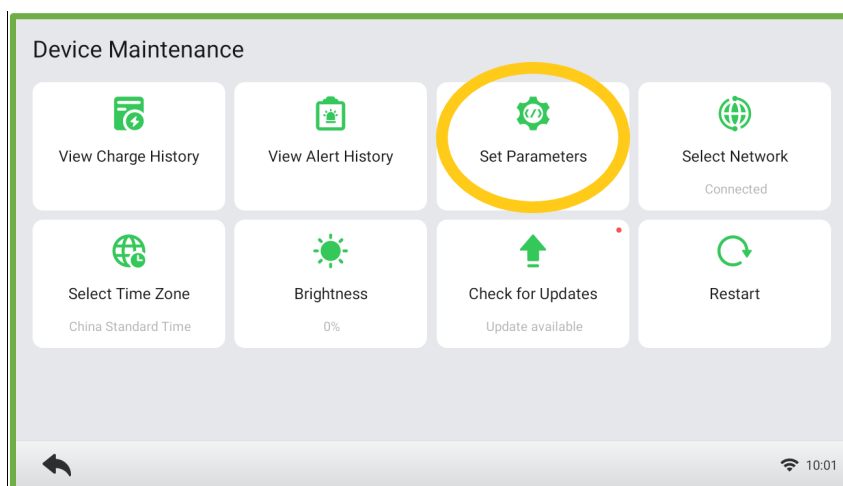 Device Maintenance
View Charge History
View Alert History
Set Parameters
Select Network
Connected
Select Time Zone
China Standard Time
Brightness
0%
Check for Updates
Update available
Restart
10:01